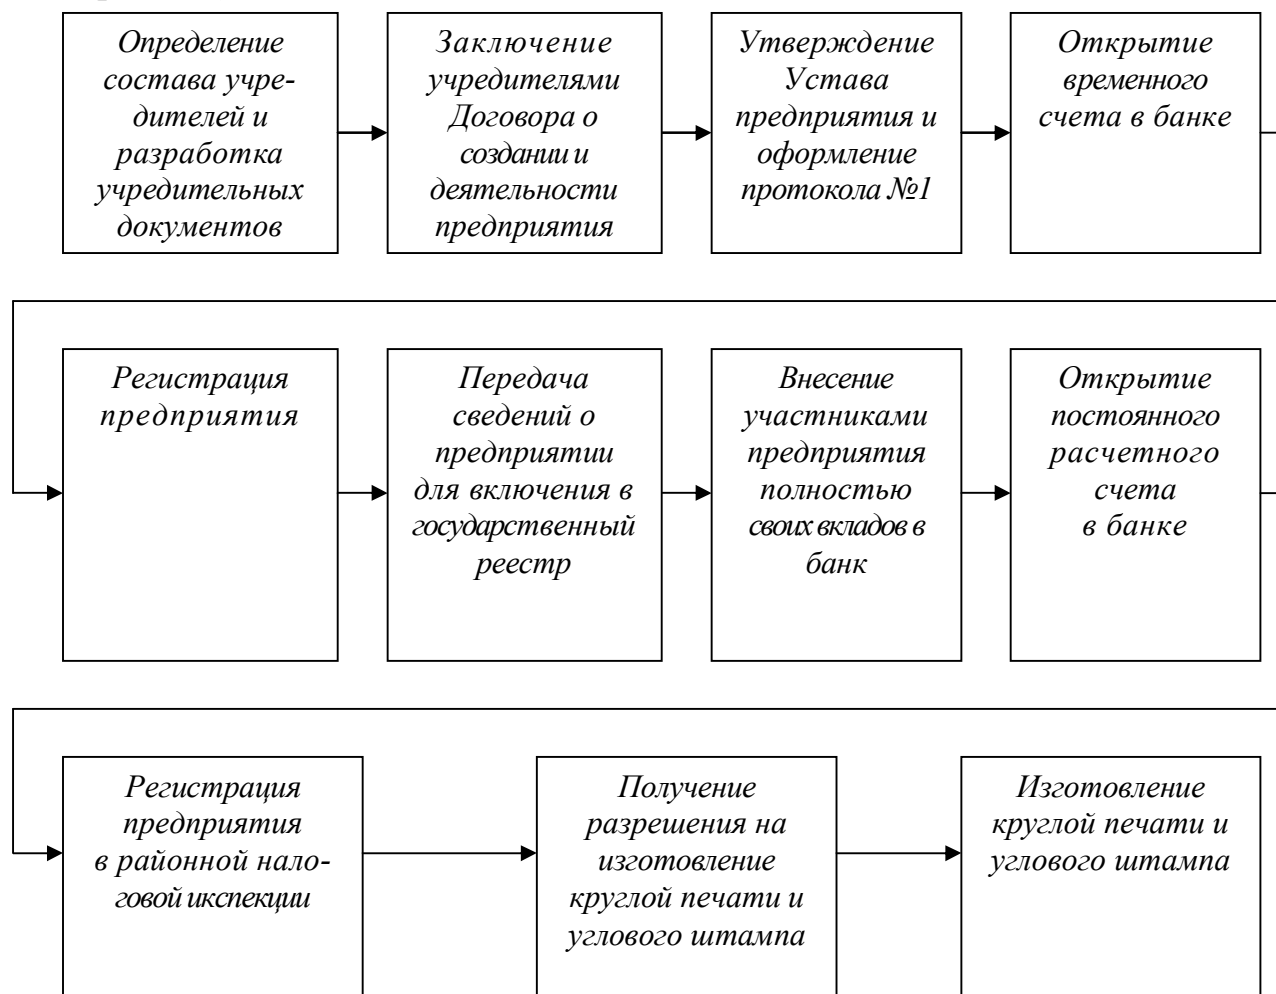 Определение
состава учре-
дителей и
разработка
учредительных
документов
Заключение
учредителями
Договора о
создании и
деятельности
предприятия
Утверждение
Устава
предприятия и
оформление
протокола №1
Открытие
временного
счета в банке
Регистрация
предприятия
Передача
сведений о
предприятии
для включения в
государственный
реестр
Внесение
участниками
предприятия
полностью
своих вкладов в
банк
Открытие
постоянного
расчетного
счета
в банке
Регистрация
предприятия
в районной нало-
говой икспекции
Получение
разрешения на
изготовление
круглой печати и
углового штампа
Изготовление
круглой печати и
углового штампа